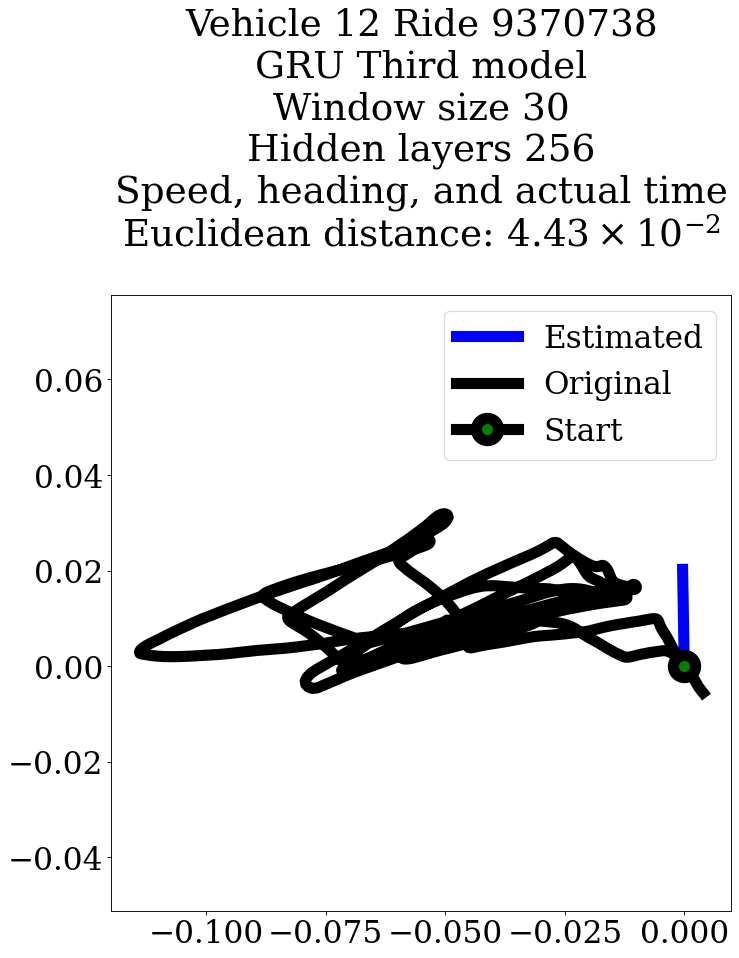 Vehicle 12 Ride 9370738
GRU Third model
Window size 30
Hidden layers 256
Speed, heading, and actual time
Euclidean distance: 4.43 × 10⁻²
Estimated
Original
Start
0.06
0.04
0.02
0.00
−0.02
−0.04
−0.100 −0.075 −0.050 −0.025 0.000